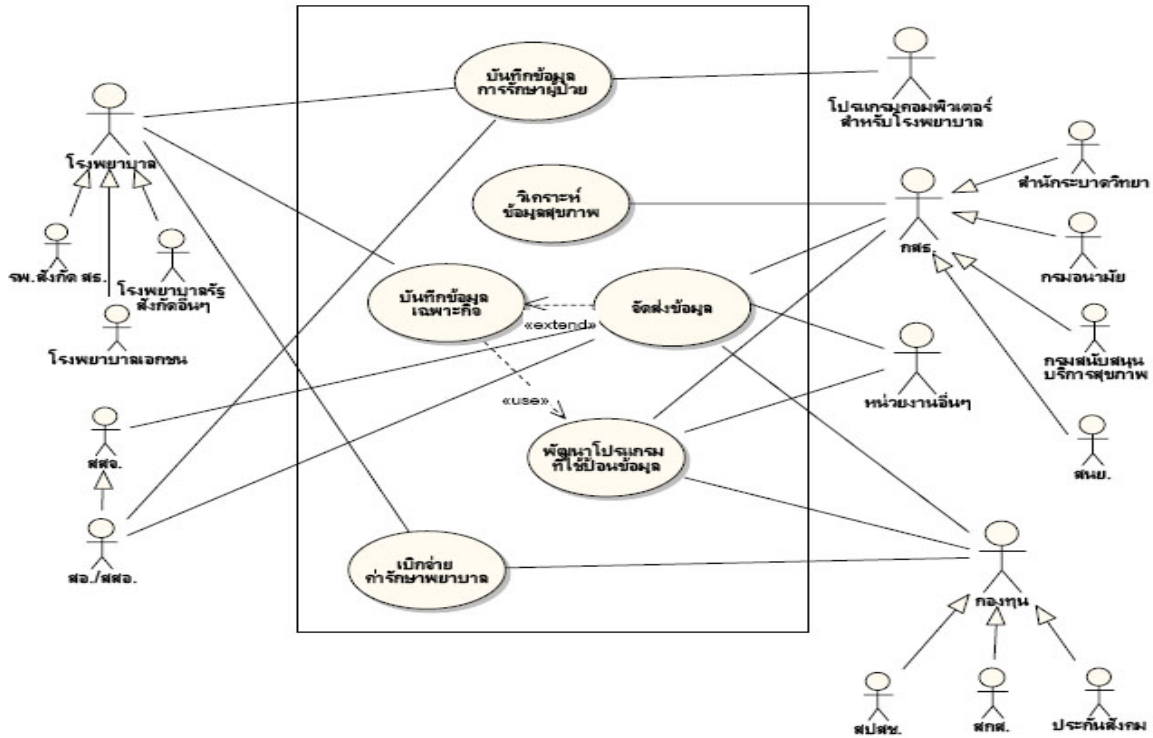 บันทึกข้อมูล
การรักษาผู้ป่วย
โปรแกรมคอมพิวเตอร์
สำหรับโรงพยาบาล
โรงพยาบาล
สำนักระบาดวิทยา
วิเคราะห์
ข้อมูลสุขภาพ
กสธ.
รพ.สังกัด สธ.
โรงพยาบาลรัฐ
สังกัดอื่นๆ
กรมอนามัย
บันทึกข้อมูล
เฉพาะกิจ
จัดส่งข้อมูล
«extend»
โรงพยาบาลเอกชน
กรมสนับสนุน
บริการสุขภาพ
«use»
หน่วยงานอื่นๆ
สสจ.
พัฒนาโปรแกรม
ที่ใช้ป้อนข้อมูล
สนย.
สอ./สสอ.
เบิกจ่าย
ค่ารักษาพยาบาล
กองทุน
สปสช.
สกส.
ประกันสังคม